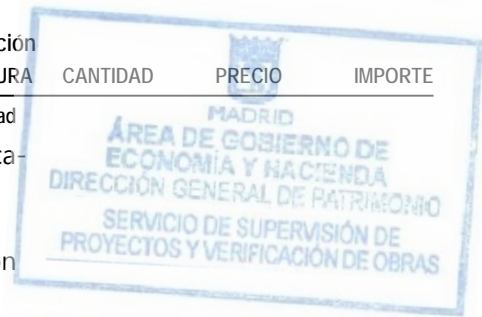 ción
URA CANTIDAD PRECIO IMPORTE
ad
MADRID
ÁREA DE GOBIERNO DE
ca-
ECONOMÍA Y HACIENDA
DIRECCIÓN GENERAL DE PATRIMONIO
SERVICIO DE SUPERVISIÓN DE
PROYECTOS Y VERIFICACIÓN DE OBRAS
ón